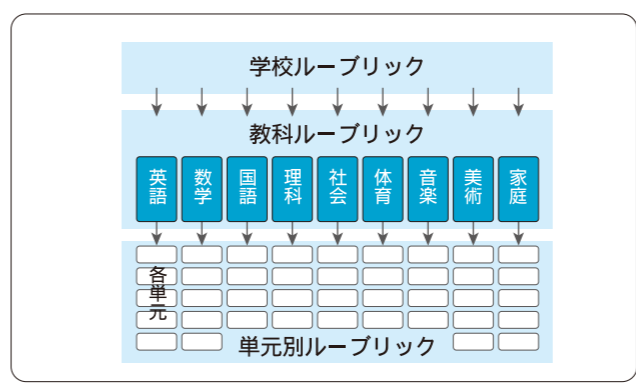 学校ルーブリック
教科ルーブリック
英語
数学
国語
理科
社会
体育
音楽
美術
家庭
各単元
単元別ルーブリック